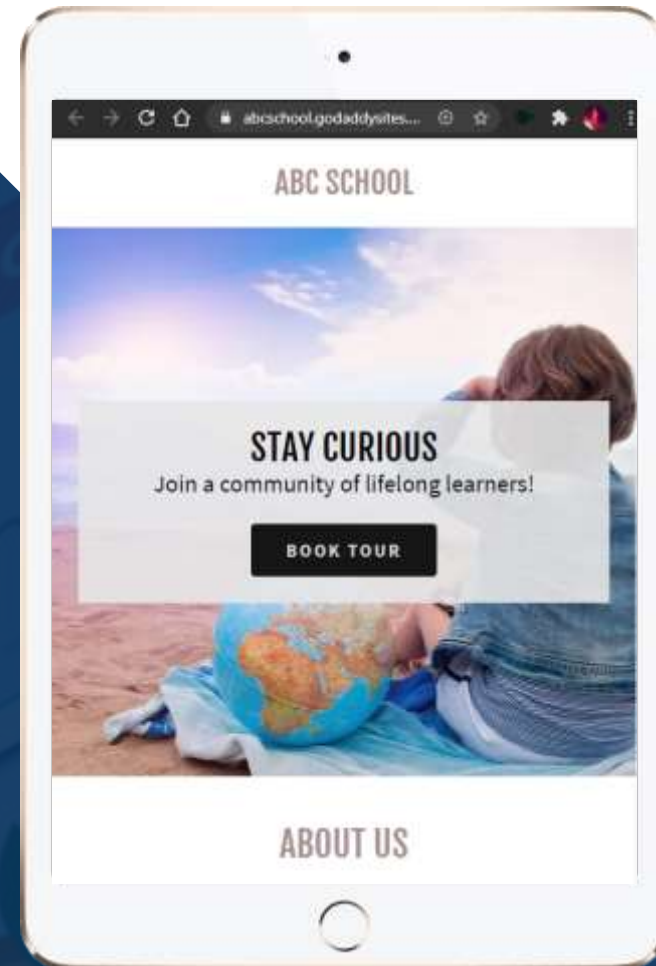 abcschool.godaddysites....
ABC SCHOOL
STAY CURIOUS
Join a community of lifelong learners!
BOOK TOUR
ABOUT US